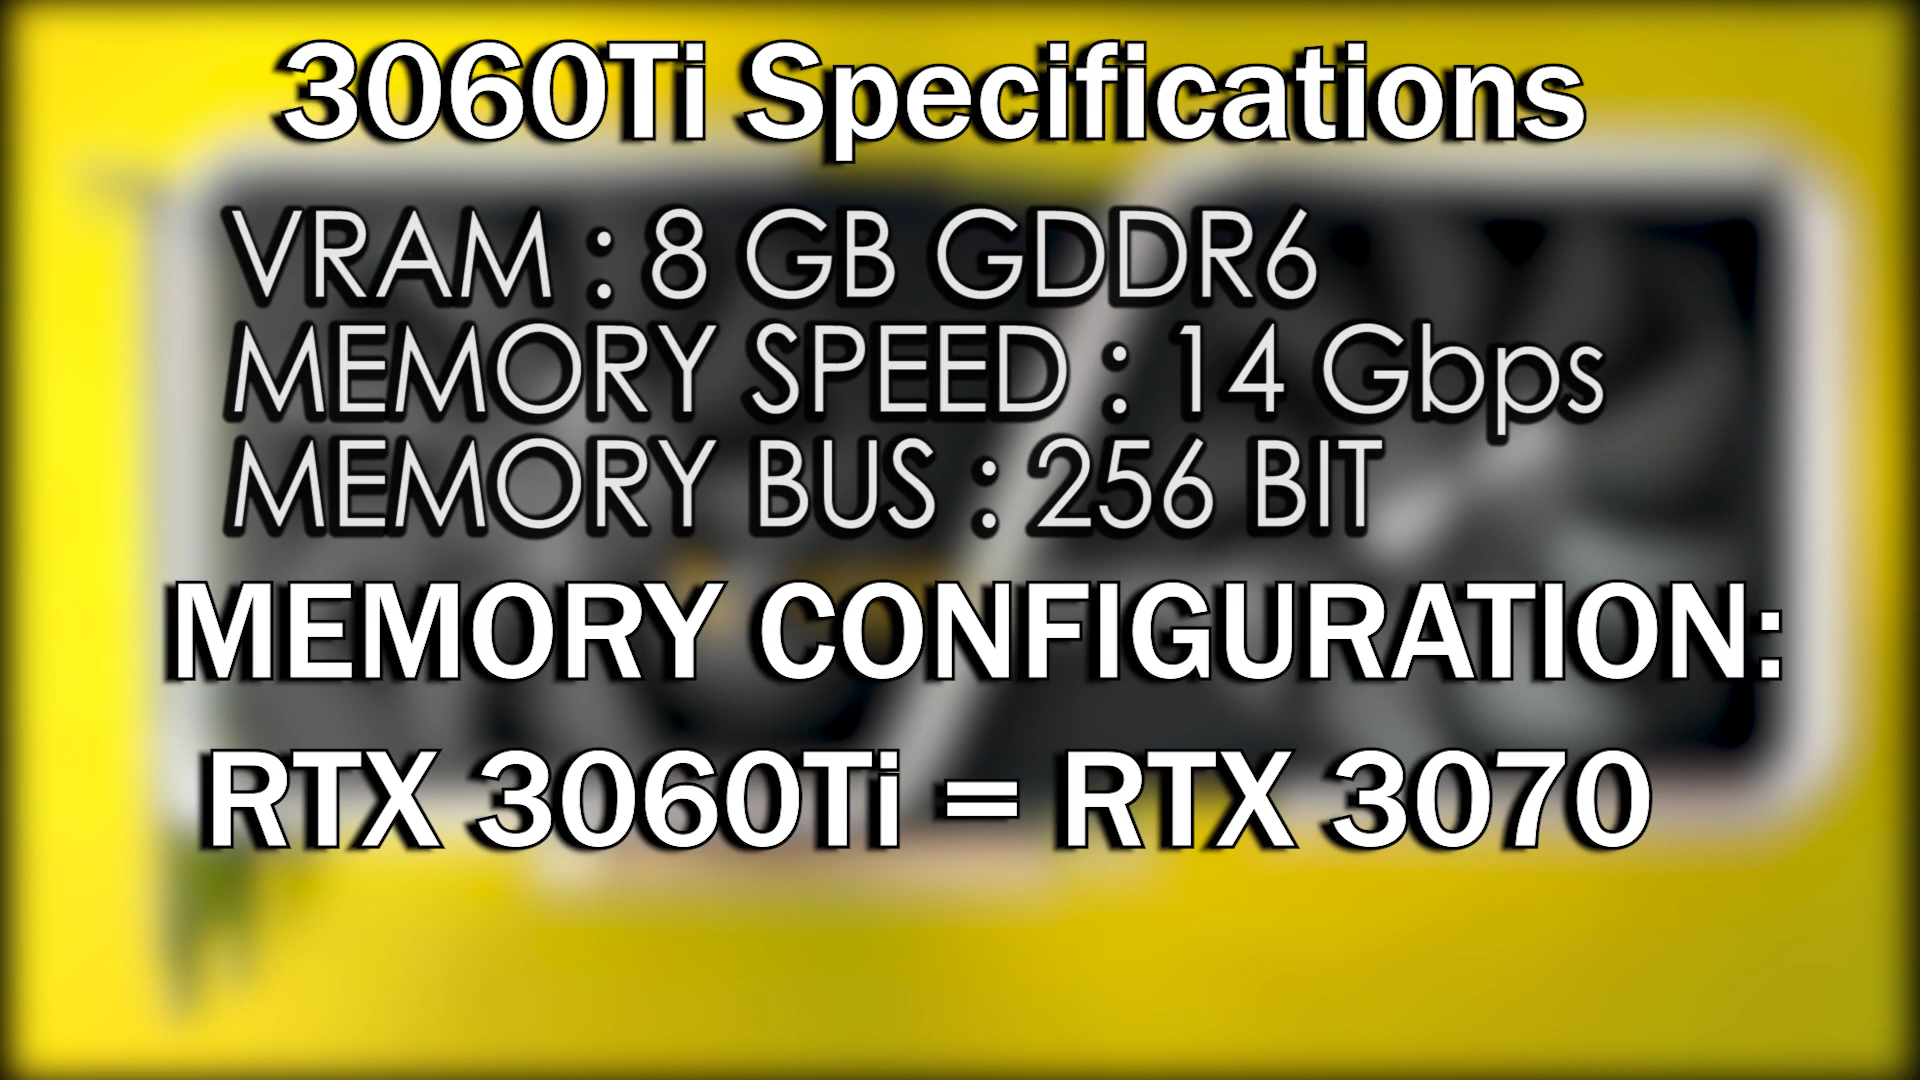 3060Ti Specifications
VRAM : 8 GB GDDR6
MEMORY SPEED : 14 Gbps
MEMORY BUS : 256 BIT
MEMORY CONFIGURATION:
RTX 3060Ti = RTX 3070